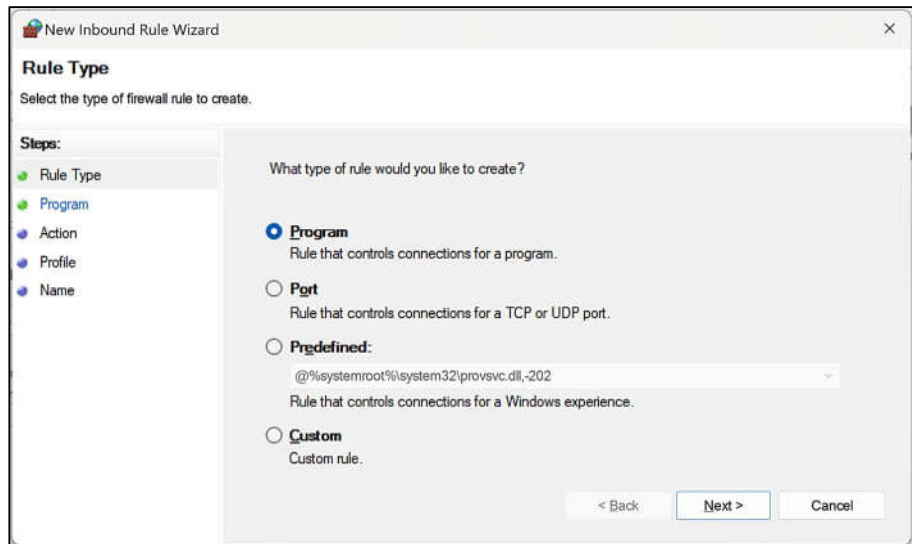 New Inbound Rule Wizard
Rule Type
Select the type of firewall rule to create.
Steps:
Rule Type
Program
Action
Profile
Name
What type of rule would you like to create?
Program
Rule that controls connections for a program.
Port
Rule that controls connections for a TCP or UDP port.
Predefined:
@%systemroot%\system32\provsvc.dll,-202
Rule that controls connections for a Windows experience.
Custom
Custom rule.
< Back Next > Cancel